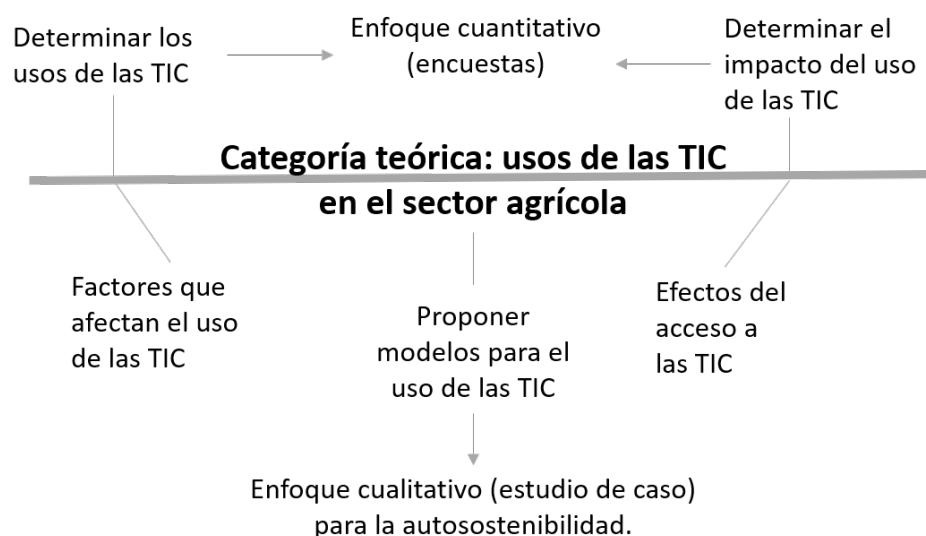 Determinar los
usos de las TIC
Enfoque cuantitativo
(encuestas)
Determinar el
impacto del uso
de las TIC
Categoría teórica: usos de las TIC
en el sector agrícola
Factores que
afectan el uso
de las TIC
Proponer
modelos para el
uso de las TIC
Efectos del
acceso a
las TIC
Enfoque cualitativo (estudio de caso)
para la autosostenibilidad.